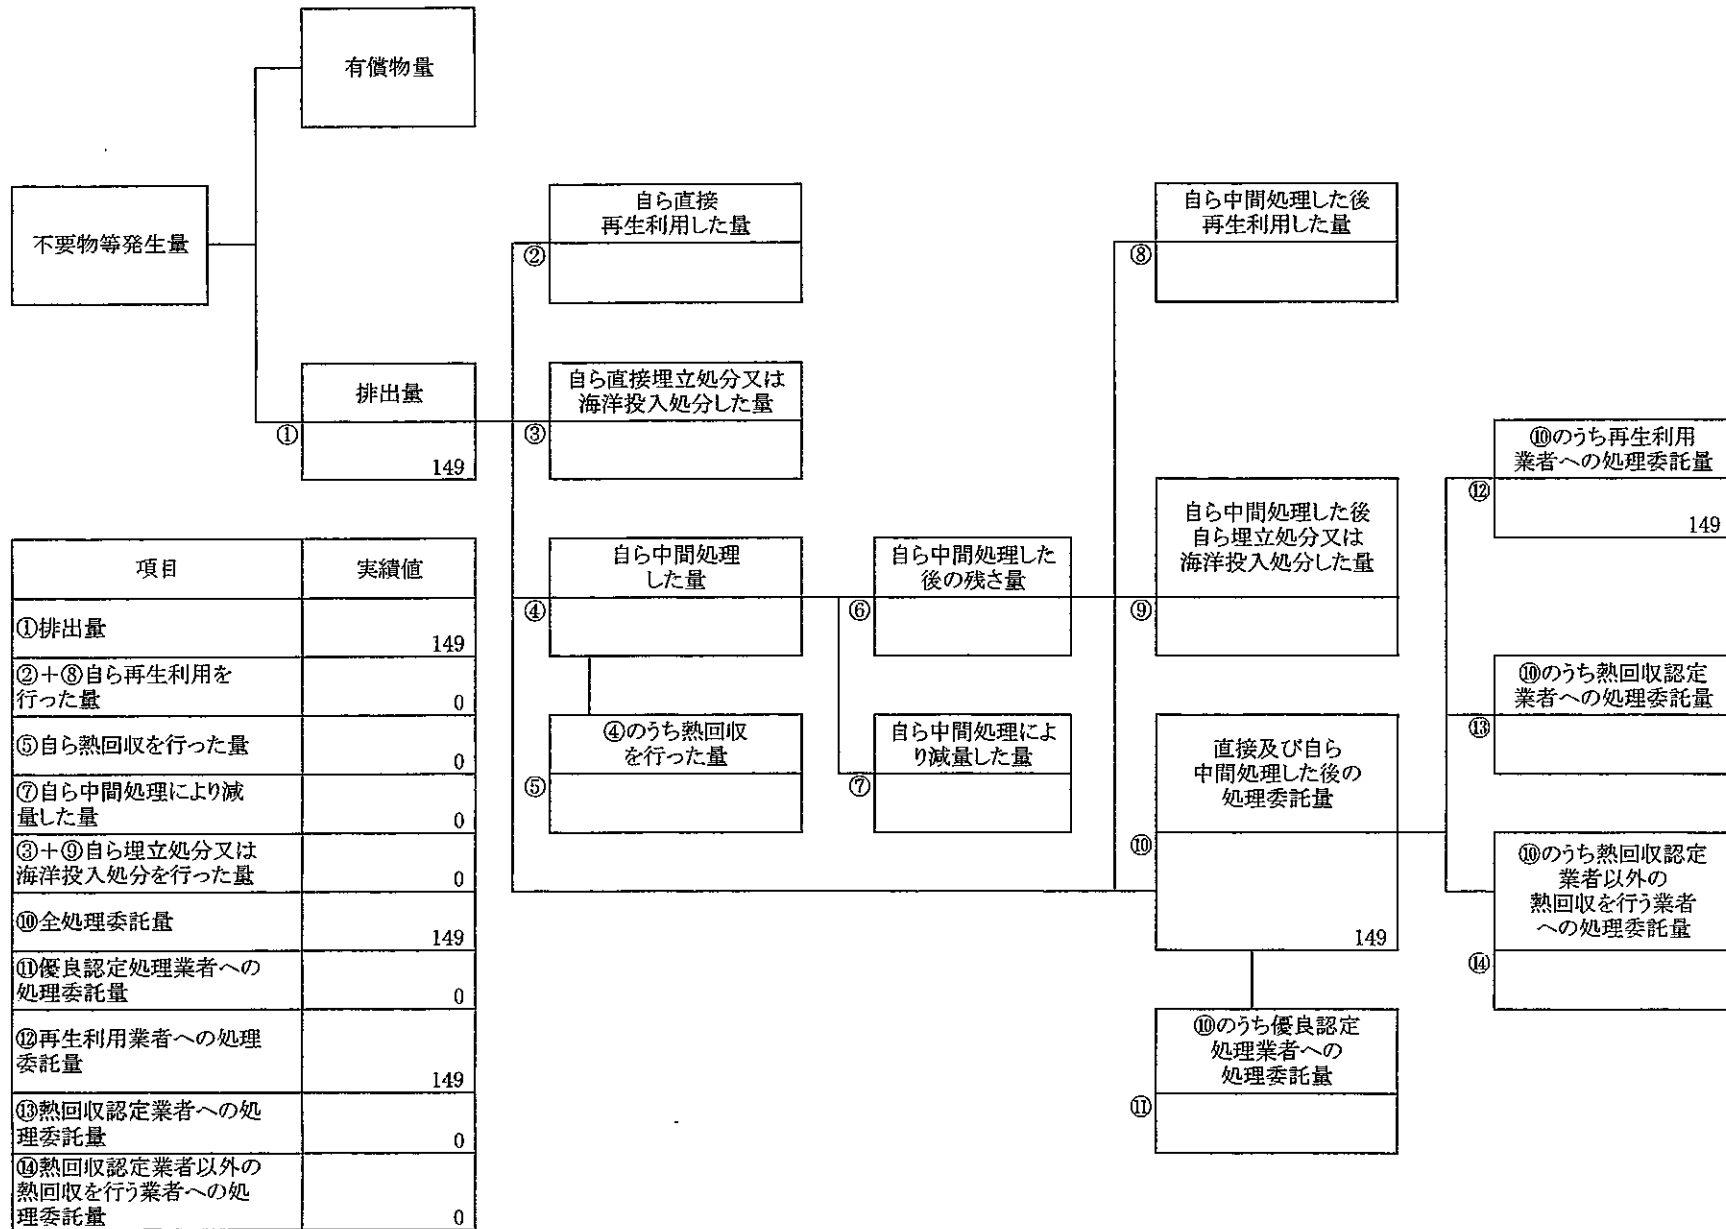 有償物量
不要物等発生量
自ら直接
再生利用した量
②
自ら中間処理した後
再生利用した量
⑧
排出量
①
149
自ら直接埋立処分又は
海洋投入処分した量
③
⑩のうち再生利用
業者への処理委託量
⑫
149
自ら中間処理
した量
④
自ら中間処理した
後の残さ量
⑥
自ら中間処理した後
自ら埋立処分又は
海洋投入処分した量
⑨
④のうち熱回収
を行った量
⑤
自ら中間処理によ
り減量した量
⑦
直接及び自ら
中間処理した後の
処理委託量
⑩
149
⑩のうち熱回収認定
業者への処理委託量
⑬
⑩のうち熱回収認定
業者以外の
熱回収を行う業者
への処理委託量
⑭
⑩のうち優良認定
処理業者への
処理委託量
⑪
項目 実績値
①排出量
149
②+⑧自ら再生利用を
行った量 0
⑤自ら熱回収を行った量
0
⑦自ら中間処理により減
量した量 0
③+⑨自ら埋立処分又は
海洋投入処分を行った量 0
⑩全処理委託量
149
⑪優良認定処理業者への
処理委託量 0
⑫再生利用業者への処理
委託量
149
⑬熱回収認定業者への処
理委託量 0
⑭熱回収認定業者以外の
熱回収を行う業者への処
理委託量 0